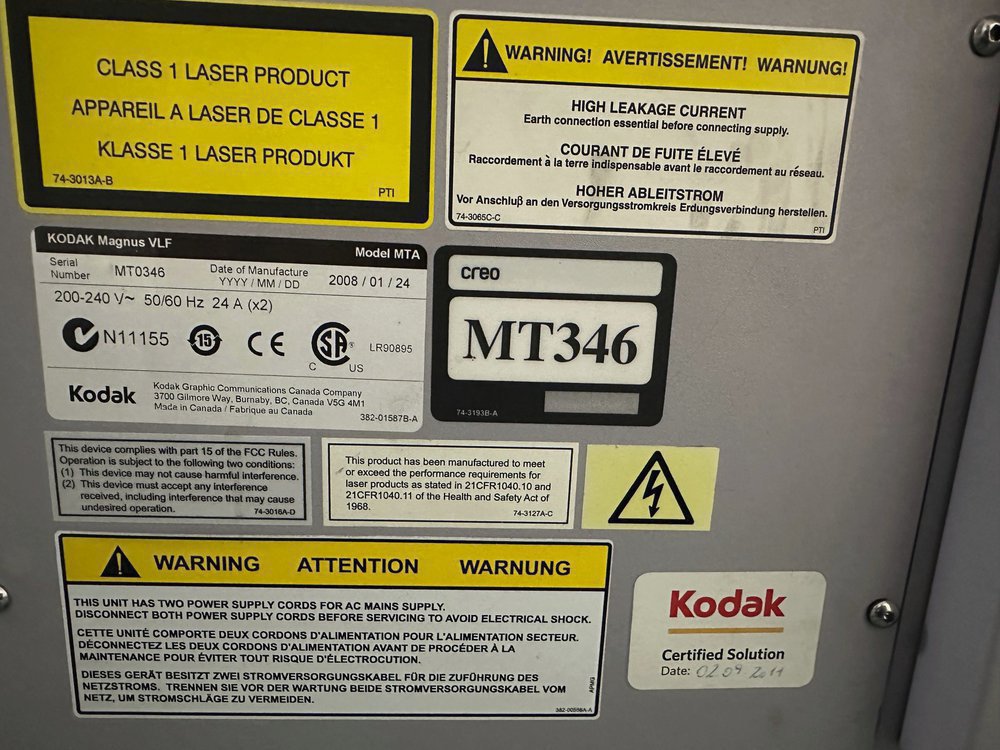 CLASS 1 LASER PRODUCT
APPAREIL A LASER DE CLASSE 1
KLASSE 1 LASER PRODUKT
74-3013A-B
PTI
WARNING! AVERTISSEMENT! WARNUNG!
HIGH LEAKAGE CURRENT
Earth connection essential before connecting supply.
COURANT DE FUITE ÉLEVÉ
Raccordement à la terre indispensable avant le raccordement au réseau.
HOHER ABLEITSTROM
Vor Anschluß an den Versorgungsstromkreis Erdungsverbindung herstellen.
74-3065C-C
PTI
KODAK Magnus VLF
Model MTA
Serial Number MT0346
Date of Manufacture
YYYY / MM / DD
2008 / 01 / 24
200-240 V~ 50/60 Hz 24 A (x2)
N11155
15
CE
SA
C US
LR90895
Kodak
Kodak Graphic Communications Canada Company
3700 Gilmore Way, Burnaby, BC, Canada V5G 4M1
Made in Canada / Fabrique au Canada
382-01587B-A
creo
MT346
74-3193B-A
This device complies with part 15 of the FCC Rules.
Operation is subject to the following two conditions:
(1) This device may not cause harmful interference.
(2) This device must accept any interference
received, including interference that may cause
undesired operation.
74-3016A-D
This product has been manufactured to meet
or exceed the performance requirements for
laser products as stated in 21CFR1040.10 and
21CFR1040.11 of the Health and Safety Act of
1968.
74-3127A-C
WARNING ATTENTION WARNUNG
THIS UNIT HAS TWO POWER SUPPLY CORDS FOR AC MAINS SUPPLY.
DISCONNECT BOTH POWER SUPPLY CORDS BEFORE SERVICING TO AVOID ELECTRICAL SHOCK.
CETTE UNITÉ COMPORTE DEUX CORDONS D'ALIMENTATION POUR L'ALIMENTATION SECTEUR.
DÉCONNECTEZ LES DEUX CORDONS D'ALIMENTATION AVANT DE PROCÉDER À LA
MAINTENANCE POUR ÉVITER TOUT RISQUE D'ÉLECTROCUTION.
DIESES GERÄT BESITZT ZWEI STROMVERSORGUNGSKABEL FÜR DIE ZUFÜHRUNG DES
NETZSTROMS. TRENNEN SIE VOR DER WARTUNG BEIDE STROMVERSORGUNGSKABEL VOM
NETZ, UM STROMSCHLÄGE ZU VERMEIDEN.
Kodak
Certified Solution
Date: 02.09.2011